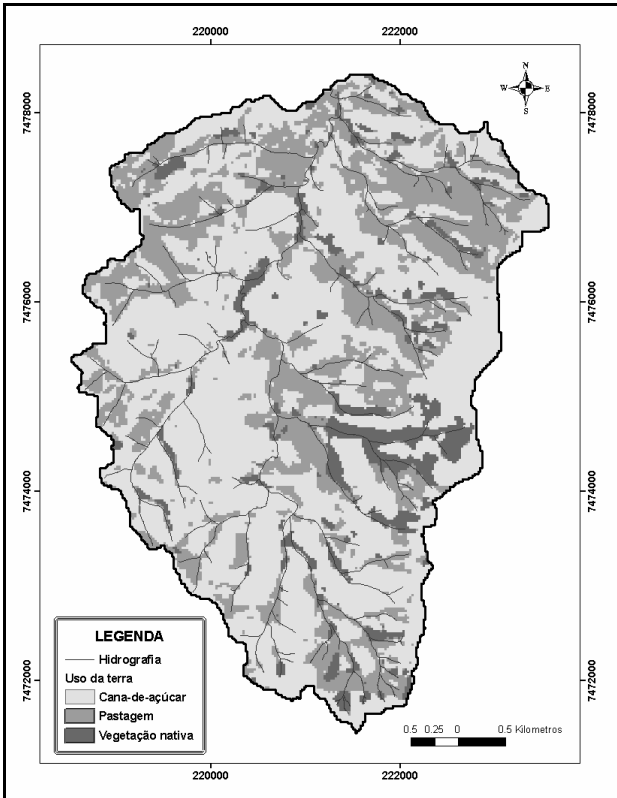 220000 222000
N
W E
S
7478000 7478000
7476000 7476000
7474000 7474000
7472000 7472000
LEGENDA
Hidrografia
Uso da terra
Cana-de-açúcar
Pastagem
Vegetação nativa
0.5 0.25 0 0.5 Kilometros
220000 222000